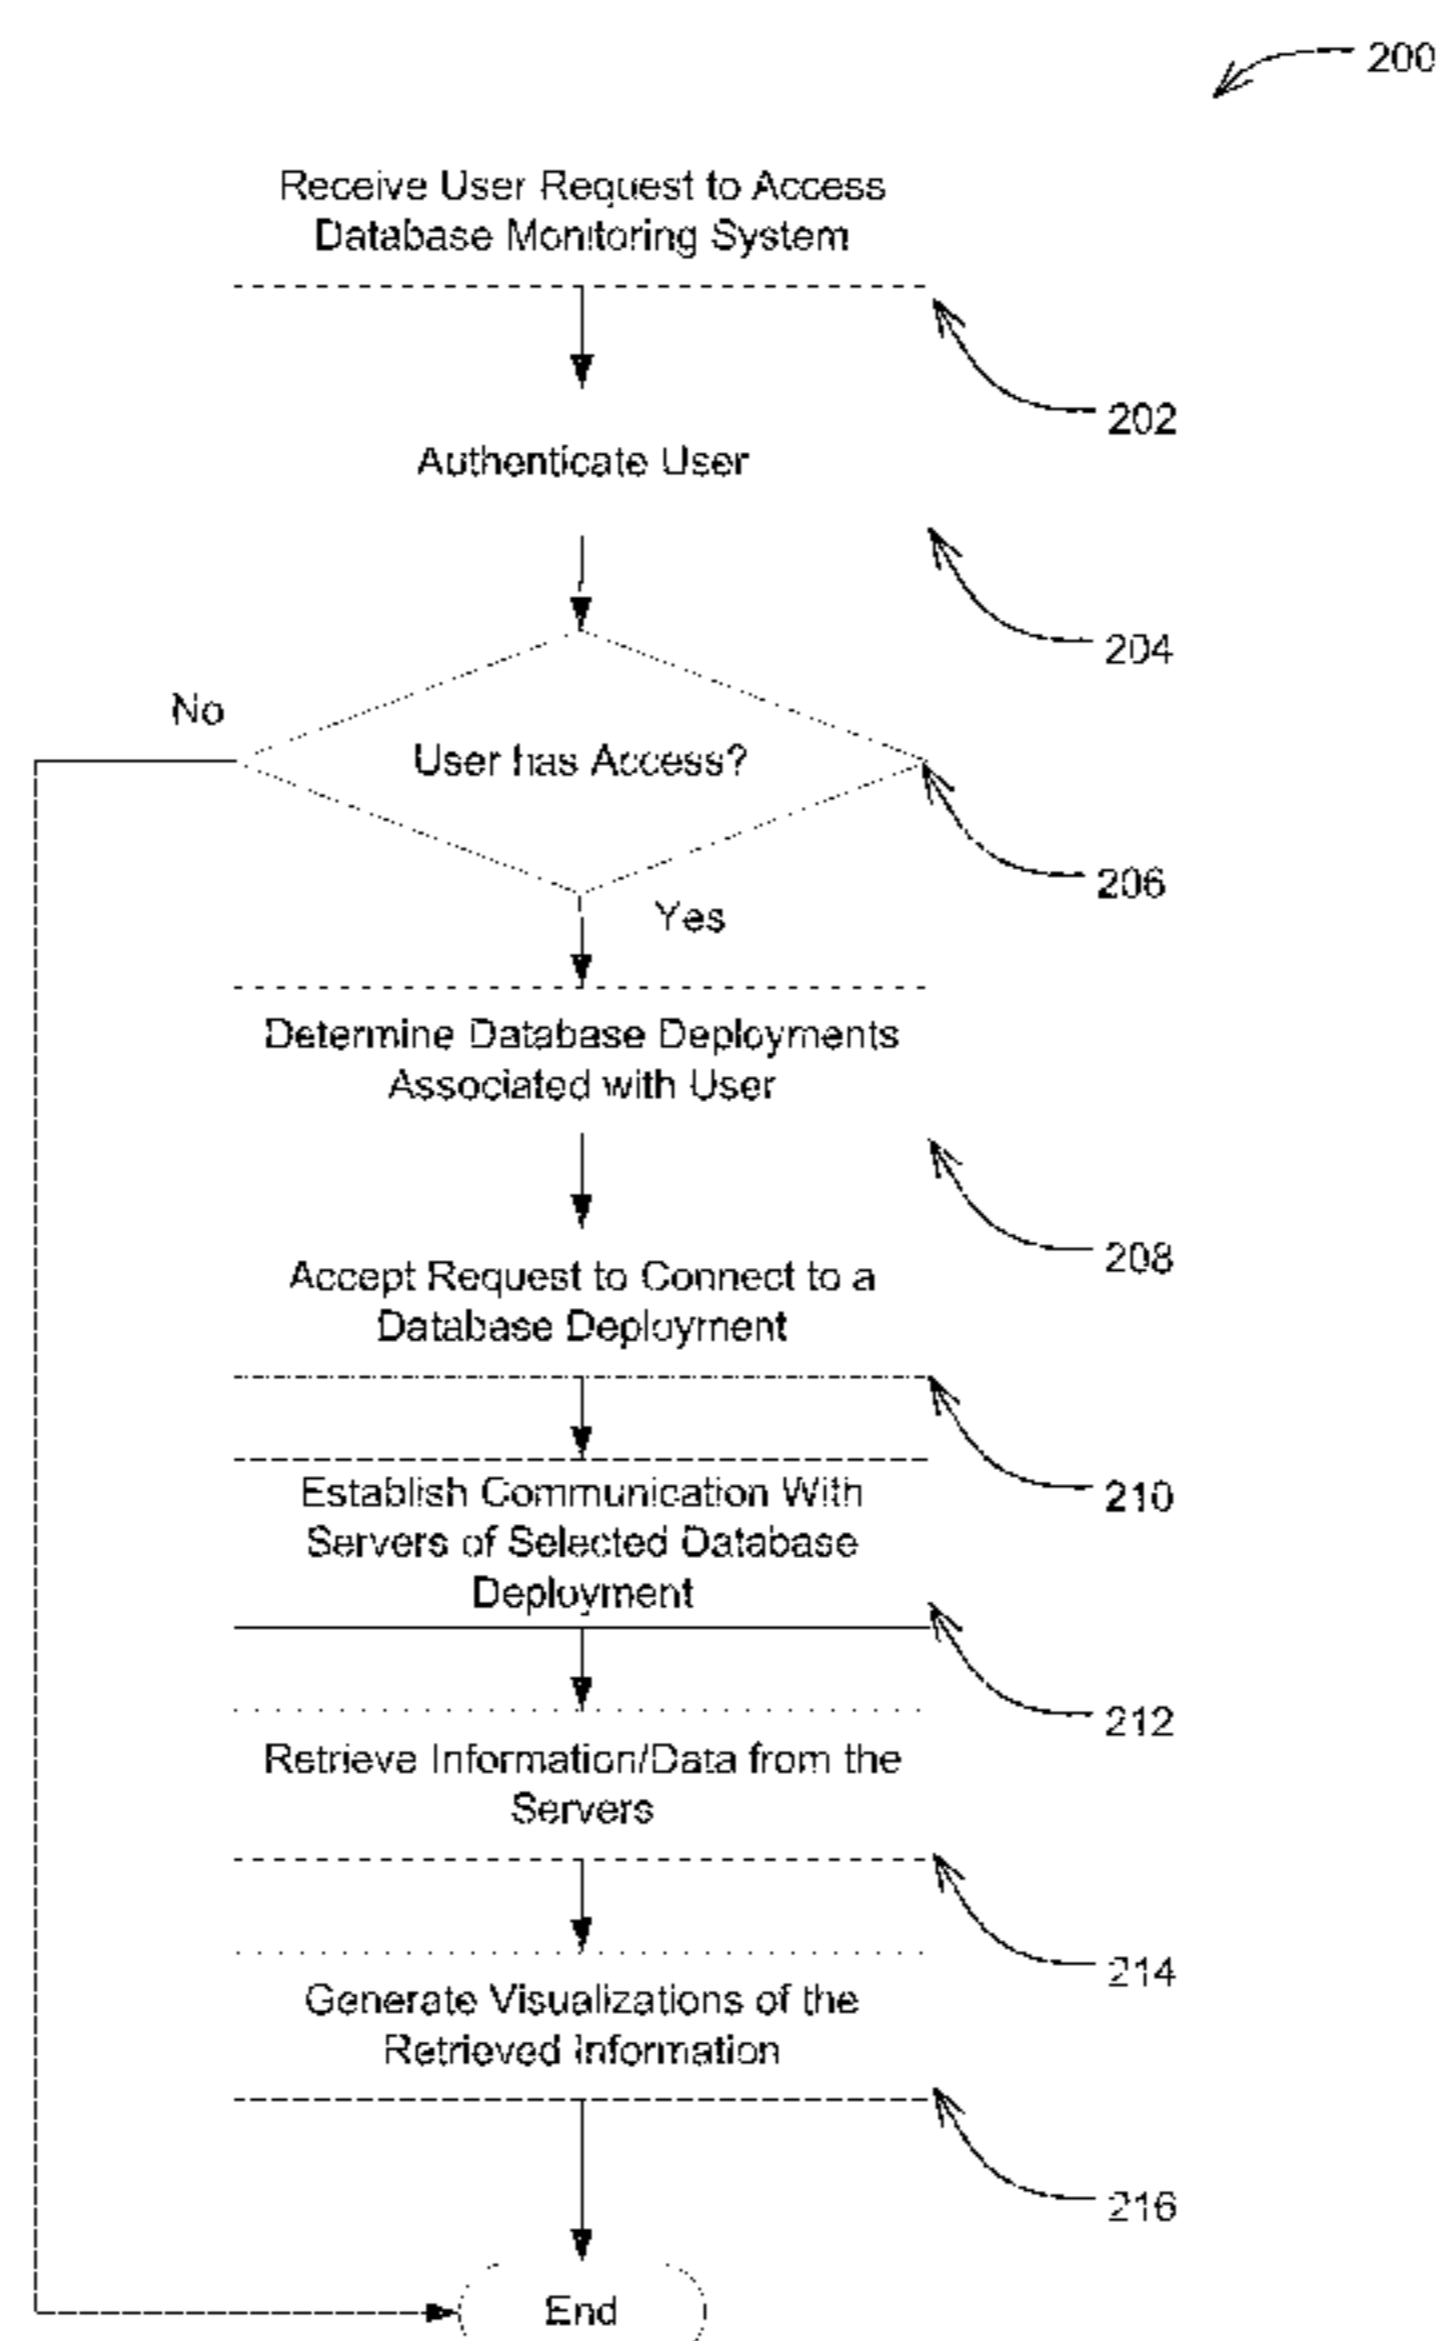 200
Receive User Request to Access
Database Monitoring System
202
Authenticate User
204
No
User has Access?
206
Yes
Determine Database Deployments
Associated with User
208
Accept Request to Connect to a
Database Deployment
210
Establish Communication With
Servers of Selected Database
Deployment
212
Retrieve Information/Data from the
Servers
214
Generate Visualizations of the
Retrieved Information
216
End